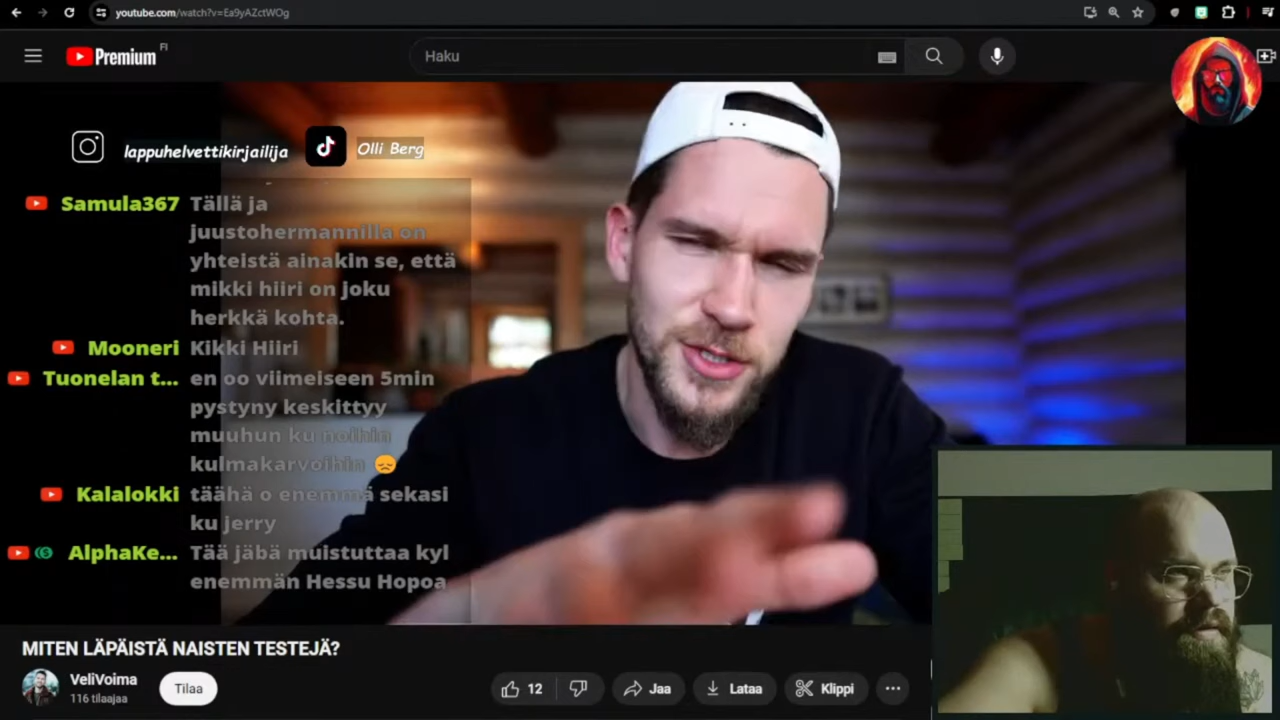 youtube.com/watch?v=Ea9yAZctWOg
Premium FI
Haku
lappuhelvettikirjailija
Olli Berg
Samula367 Tällä ja
juustohermannilla on
yhteistä ainakin se, että
mikki hiiri on joku
herkkä kohta.
Mooneri Kikki Hiiri
Tuonelan t... en oo viimeiseen 5min
pystyny keskittyy
muuhun ku noihin
kulmakarvoihin 😞
Kalalokki täähä o enemmä sekasi
ku jerry
AlphaKe... Tää jäbä muistuttaa kyl
enemmän Hessu Hopoa
MITEN LÄPÄISTÄ NAISTEN TESTEJÄ?
VeliVoima
116 tilaajaa
Tilaa
12
Jaa
Lataa
Klippi